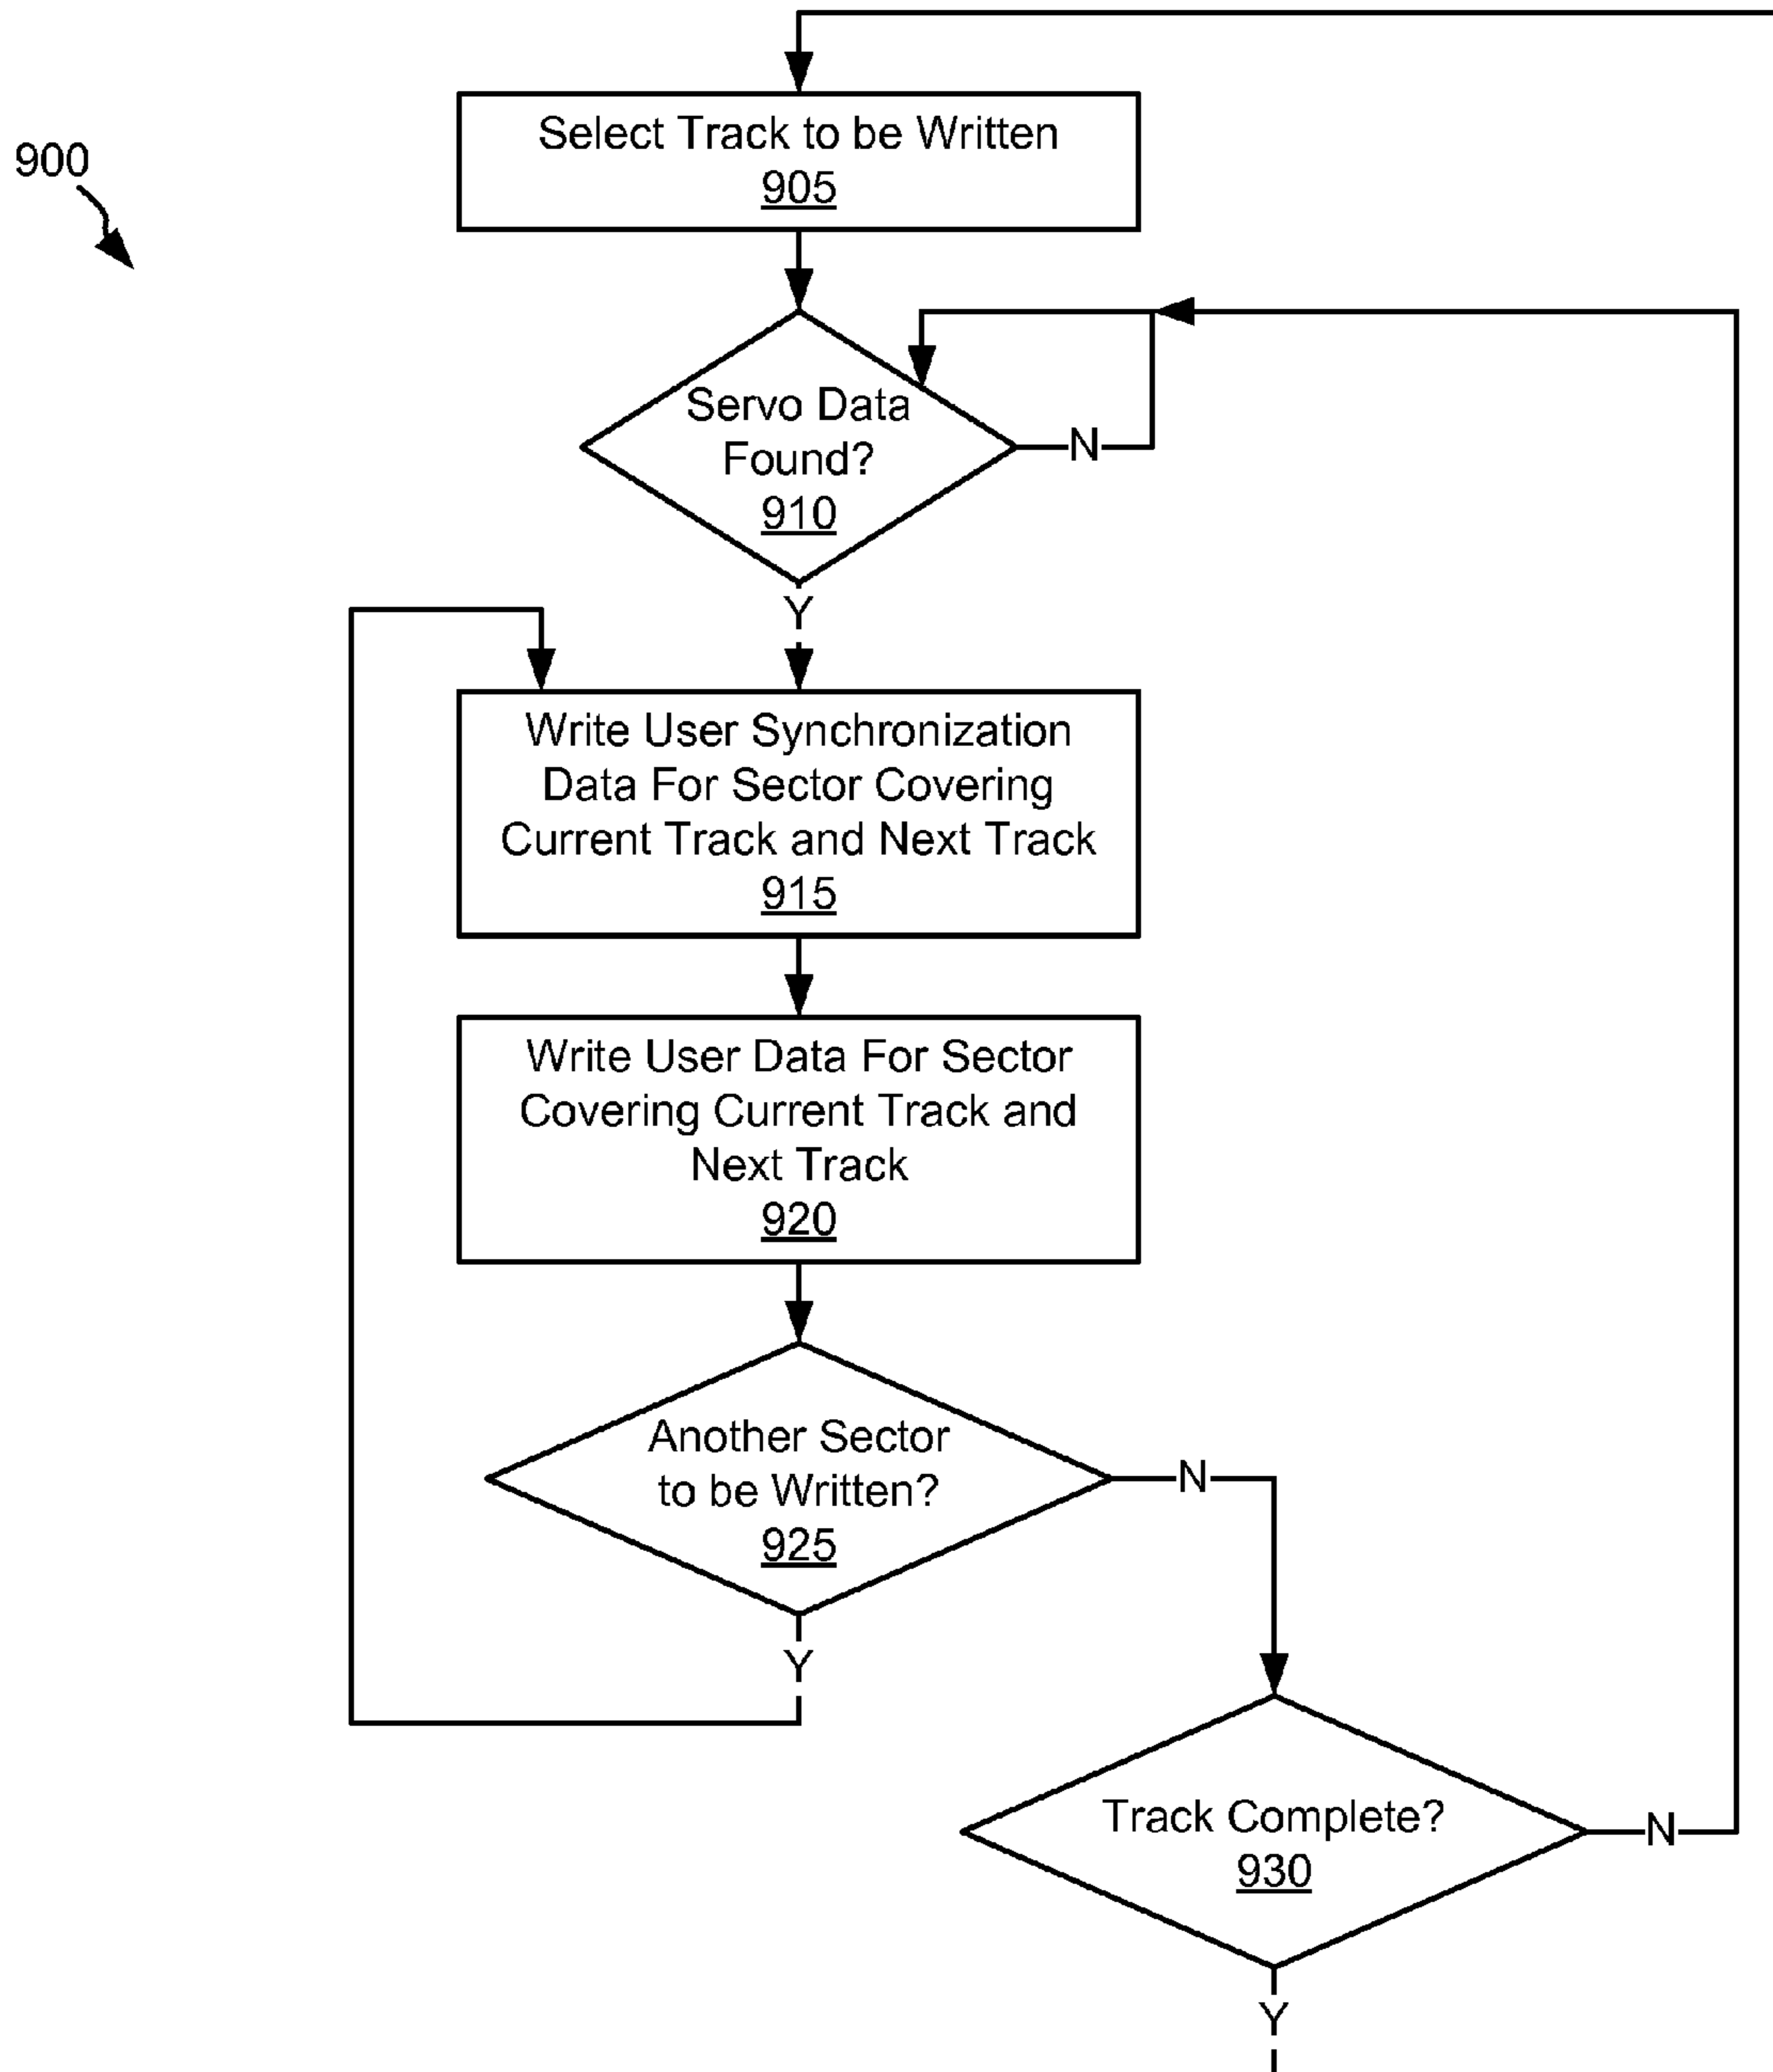 900
Select Track to be Written
905
Servo Data
Found?
910
N
Y
Write User Synchronization
Data For Sector Covering
Current Track and Next Track
915
Write User Data For Sector
Covering Current Track and
Next Track
920
Another Sector
to be Written?
925
N
Y
Track Complete?
930
N
Y